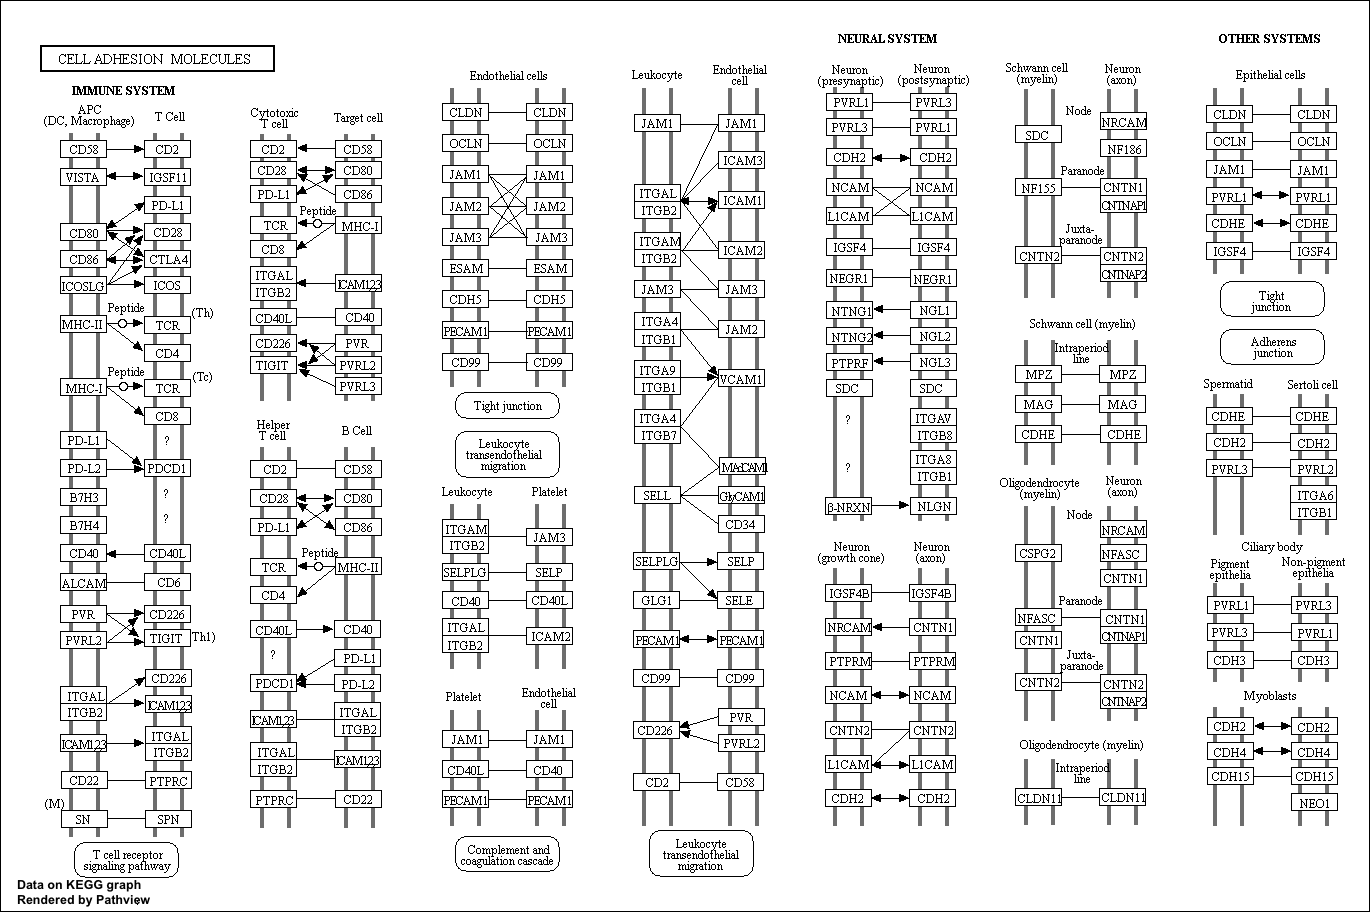 CELL ADHESION MOLECULES
IMMUNE SYSTEM
APC
(DC, Macrophage)
T Cell
CD58
CD2
VISTA
IGSF11
PD-L1
CD80
CD28
CD86
CTLA4
ICOSLG
ICOS
Peptide
(Th)
MHC-II
TCR
CD4
Peptide
(Tc)
MHC-I
TCR
CD8
PD-L1
?
PD-L2
PDCD1
B7H3
?
B7H4
?
CD40
CD40L
ALCAM
CD6
PVR
CD226
PVRL2
TIGIT
Th1)
CD226
ITGAL
ITGB2
ICAM123
ICAM123
ITGAL
ITGB2
CD22
PTPRC
(M)
SN
SPN
T cell receptor
signaling pathway
Data on KEGG graph
Rendered by Pathview
Cytotoxic
T cell
Target cell
CD2
CD58
CD28
CD80
PD-L1
CD86
Peptide
TCR
MHC-I
CD8
ITGAL
ITGB2
ICAM123
CD40L
CD40
CD226
PVR
TIGIT
PVRL2
PVRL3
Helper
T cell
B Cell
CD2
CD58
CD28
CD80
PD-L1
CD86
Peptide
TCR
MHC-II
CD4
CD40L
CD40
?
PD-L1
PDCD1
PD-L2
ICAM123
ITGAL
ITGB2
ITGAL
ITGB2
ICAM123
PTPRC
CD22
Endothelial cells
CLDN
CLDN
OCLN
OCLN
JAM1
JAM1
JAM2
JAM2
JAM3
JAM3
ESAM
ESAM
CDH5
CDH5
PECAM1
PECAM1
CD99
CD99
Tight junction
Leukocyte
transendothelial
migration
Leukocyte
Platelet
ITGAM
ITGB2
JAM3
SELPLG
SELP
CD40
CD40L
ITGAL
ITGB2
ICAM2
Platelet
Endothelial
cell
JAM1
JAM1
CD40L
CD40
PECAM1
PECAM1
Complement and
coagulation cascade
Leukocyte
Endothelial
cell
JAM1
JAM1
ICAM3
ITGAL
ITGB2
ICAM1
ITGAM
ITGB2
ICAM2
JAM3
JAM3
ITGA4
ITGB1
JAM2
ITGA9
ITGB1
VCAM1
ITGA4
ITGB7
MAdCAM1
SELL
GlyCAM1
CD34
SELPLG
SELP
GLG1
SELE
PECAM1
PECAM1
CD99
CD99
CD226
PVR
PVRL2
CD2
CD58
Leukocyte
transendothelial
migration
NEURAL SYSTEM
Neuron
(presynaptic)
Neuron
(postsynaptic)
PVRL1
PVRL3
PVRL3
PVRL1
CDH2
CDH2
NCAM
NCAM
L1CAM
L1CAM
IGSF4
IGSF4
NEGR1
NEGR1
NTNG1
NGL1
NTNG2
NGL2
PTPRF
NGL3
SDC
SDC
?
ITGAV
ITGB8
?
ITGA8
ITGB1
β-NRXN
NLGN
Neuron
(growth cone)
Neuron
(axon)
IGSF4B
IGSF4B
NRCAM
CNTN1
PTPRM
PTPRM
NCAM
NCAM
CNTN2
CNTN2
L1CAM
L1CAM
CDH2
CDH2
Schwann cell
(myelin)
Neuron
(axon)
Node
NRCAM
SDC
NF186
Paranode
NF155
CNTN1
CNTNAP1
Juxta-
paranode
CNTN2
CNTN2
CNTNAP2
Schwann cell (myelin)
Intraperiod
line
MPZ
MPZ
MAG
MAG
CDHE
CDHE
Oligodendrocyte
(myelin)
Neuron
(axon)
Node
NRCAM
CSPG2
NFASC
CNTN1
Paranode
NFASC
CNTN1
CNTN1
CNTNAP1
Juxta-
paranode
CNTN2
CNTN2
CNTNAP2
Oligodendrocyte (myelin)
Intraperiod
line
CLDN11
CLDN11
OTHER SYSTEMS
Epithelial cells
CLDN
CLDN
OCLN
OCLN
JAM1
JAM1
PVRL1
PVRL1
CDHE
CDHE
IGSF4
IGSF4
Tight
junction
Adherens
junction
Spermatid
Sertoli cell
CDHE
CDHE
CDH2
CDH2
PVRL3
PVRL2
ITGA6
ITGB1
Ciliary body
Pigment
epithelia
Non-pigment
epithelia
PVRL1
PVRL3
PVRL3
PVRL1
CDH3
CDH3
Myoblasts
CDH2
CDH2
CDH4
CDH4
CDH15
CDH15
NEO1